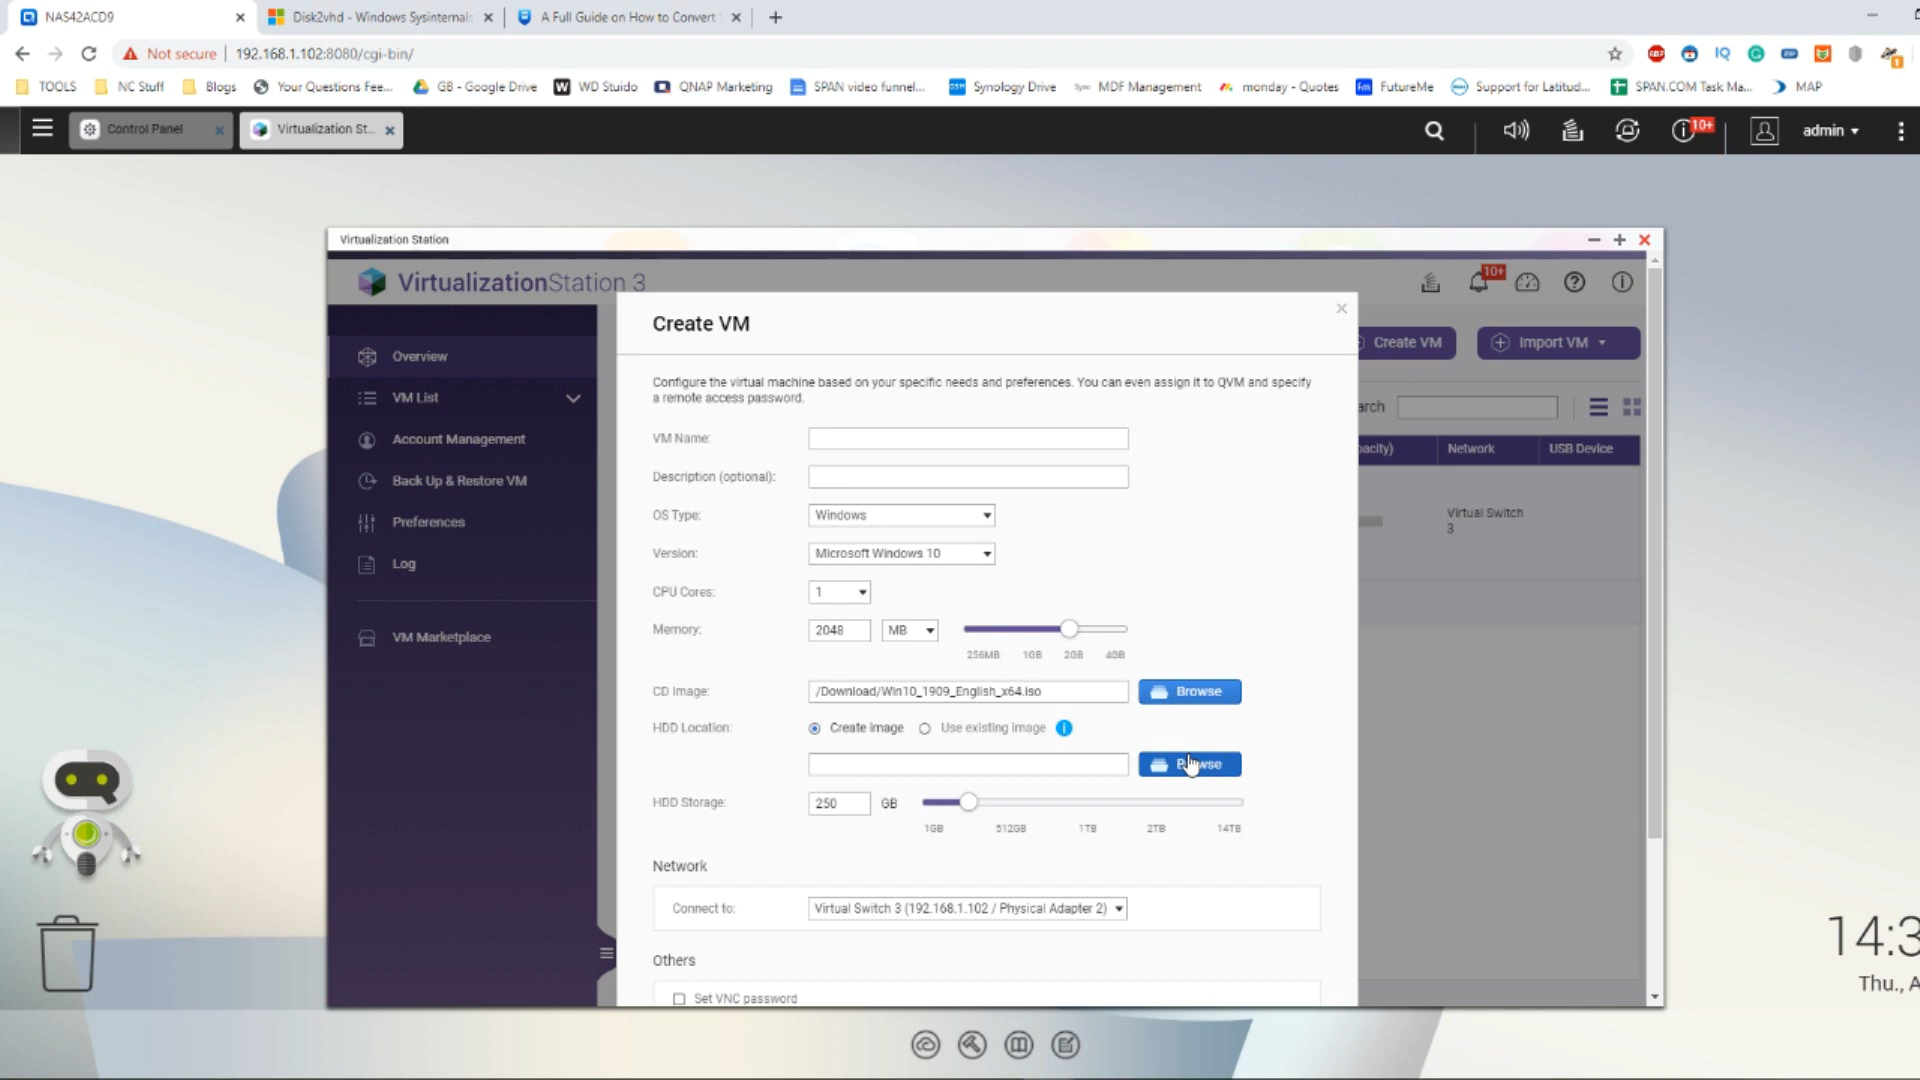 NAS42ACD9
Disk2vhd - Windows Sysinternals
A Full Guide on How to Convert
Not secure
192.168.1.102:8080/cgi-bin/
TOOLS
NC Stuff
Blogs
Your Questions Fee...
GB - Google Drive
WD Stuido
QNAP Marketing
SPAN video funnel...
Synology Drive
MDF Management
monday - Quotes
FutureMe
Support for Latitud...
SPAN.COM Task Ma...
MAP
Control Panel
Virtualization St...
10+
admin
Virtualization Station
VirtualizationStation 3
10+
Create VM
Import VM
Overview
VM List
Account Management
Back Up & Restore VM
Preferences
Log
VM Marketplace
arch
pacity)
Network
USB Device
Virtual Switch
3
Create VM
Configure the virtual machine based on your specific needs and preferences. You can even assign it to QVM and specify
a remote access password.
VM Name:
Description (optional):
OS Type:
Windows
Version:
Microsoft Windows 10
CPU Cores:
1
Memory:
2048
MB
256MB
1GB
2GB
4GB
CD Image:
/Download/Win10_1909_English_x64.iso
Browse
HDD Location:
Create image
Use existing image
Browse
HDD Storage:
250
GB
1GB
512GB
1TB
2TB
14TB
Network
Connect to:
Virtual Switch 3 (192.168.1.102 / Physical Adapter 2)
Others
Set VNC password
14:3
Thu., A